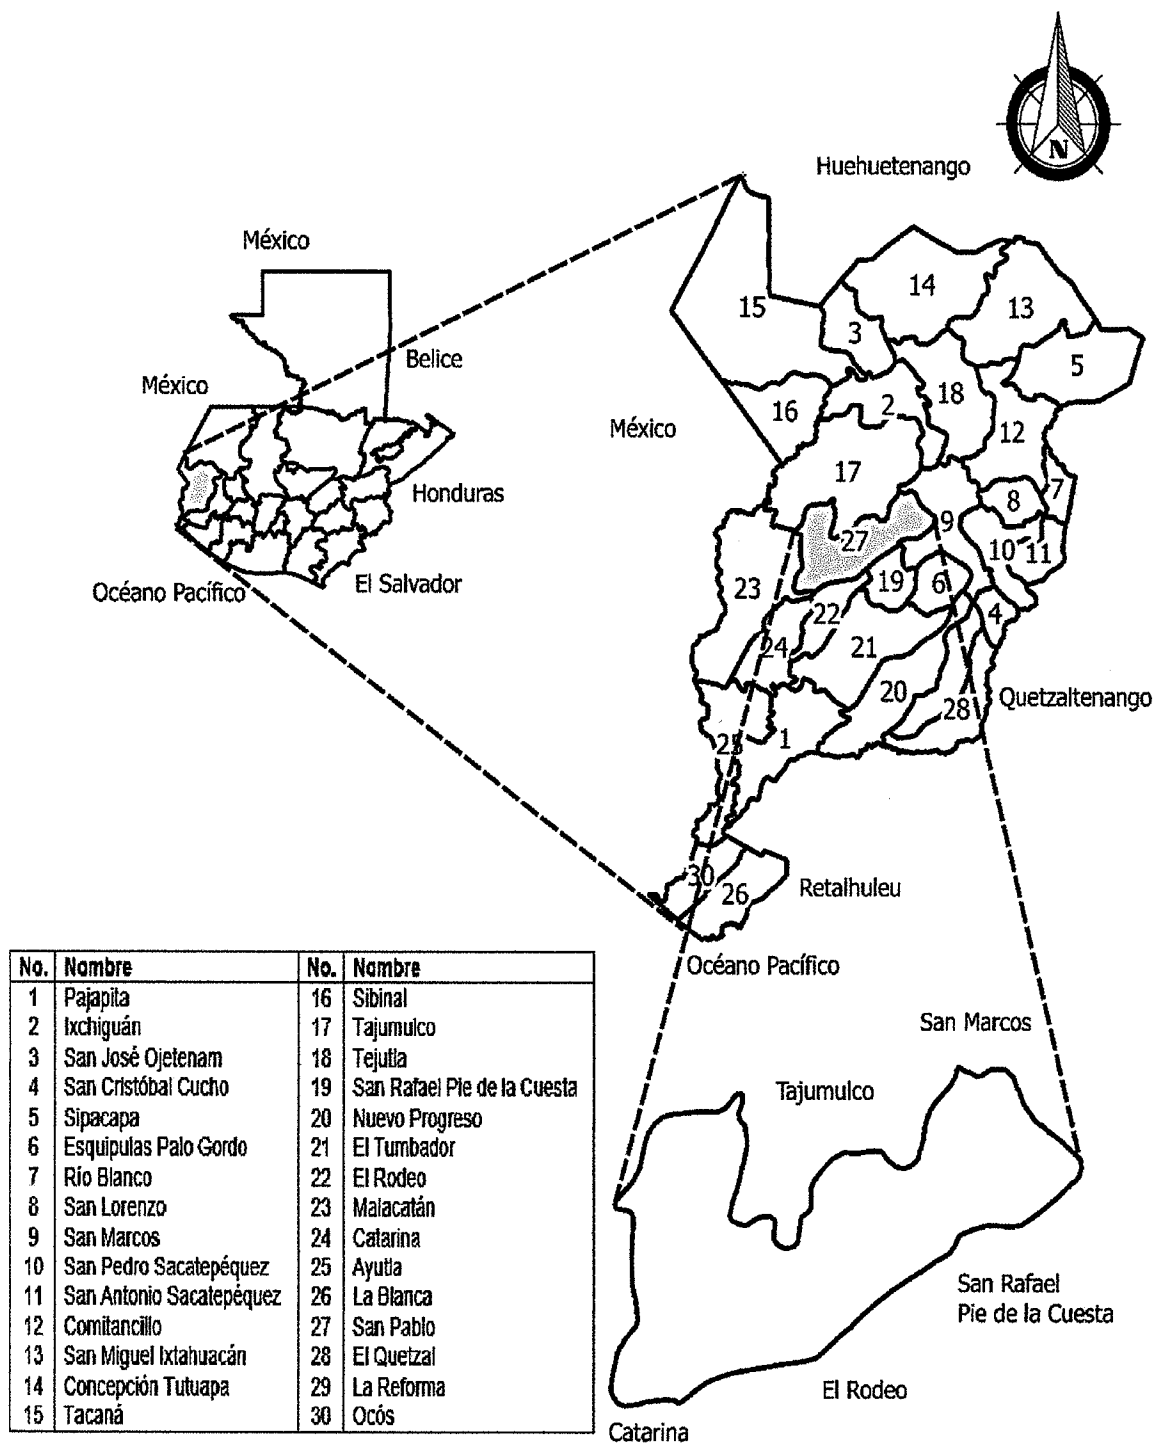 N
Huehuetenango
México
México
Belice
Honduras
El Salvador
Océano Pacífico
México
15
14
13
3
5
16
2
18
12
17
8
7
9
27
10
11
23
19
6
22
4
24
21
20
28
Quetzaltenango
25
1
30
26
Retalhuleu
Océano Pacífico
San Marcos
Tajumulco
San Rafael
Pie de la Cuesta
El Rodeo
Catarina
No. Nombre No. Nombre
1 Pajapita 16 Sibinal
2 Ixchiguán 17 Tajumulco
3 San José Ojetenam 18 Tejutla
4 San Cristóbal Cucho 19 San Rafael Pie de la Cuesta
5 Sipacapa 20 Nuevo Progreso
6 Esquipulas Palo Gordo 21 El Tumbador
7 Río Blanco 22 El Rodeo
8 San Lorenzo 23 Malacatán
9 San Marcos 24 Catarina
10 San Pedro Sacatepéquez 25 Ayutla
11 San Antonio Sacatepéquez 26 La Blanca
12 Comitancillo 27 San Pablo
13 San Miguel Ixtahuacán 28 El Quetzal
14 Concepción Tutuapa 29 La Reforma
15 Tacaná 30 Ocós